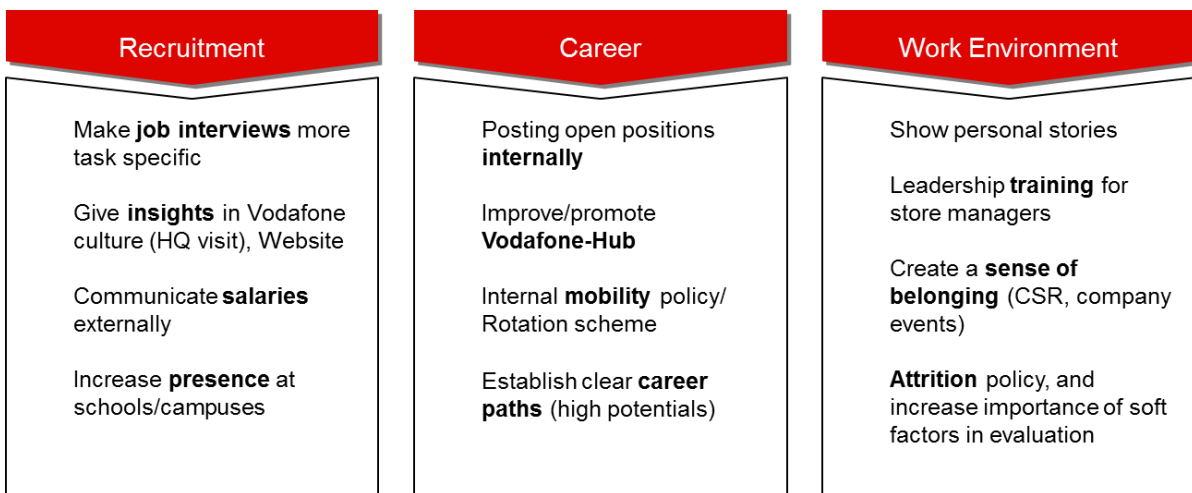 Recruitment
Make job interviews more
task specific
Give insights in Vodafone
culture (HQ visit), Website
Communicate salaries
externally
Increase presence at
schools/campuses
Career
Posting open positions
internally
Improve/promote
Vodafone-Hub
Internal mobility policy/
Rotation scheme
Establish clear career
paths (high potentials)
Work Environment
Show personal stories
Leadership training for
store managers
Create a sense of
belonging (CSR, company
events)
Attrition policy, and
increase importance of soft
factors in evaluation